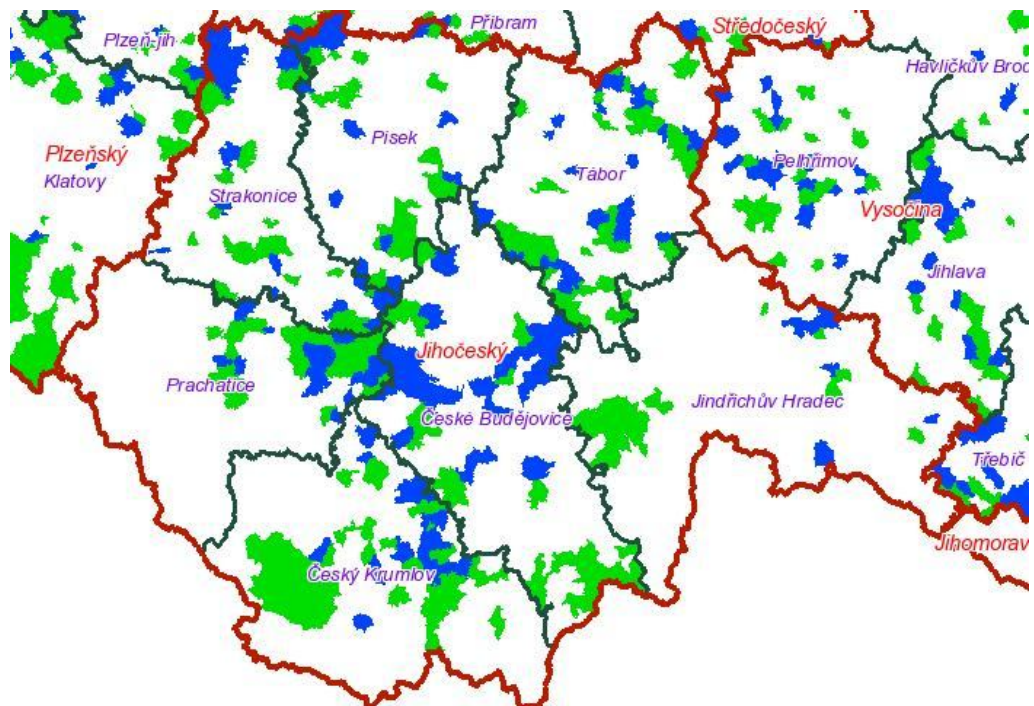 Příbram
Středočeský
Plzeň-jih
Havlíčkův Brod
Písek
Plzeňský
Pelhřimov
Klatovy
Tábor
Strakonice
Vysočina
Jihlava
Jihočeský
Prachatice
Jindřichův Hradec
České Budějovice
Třebíč
Jihomorav
Český Krumlov